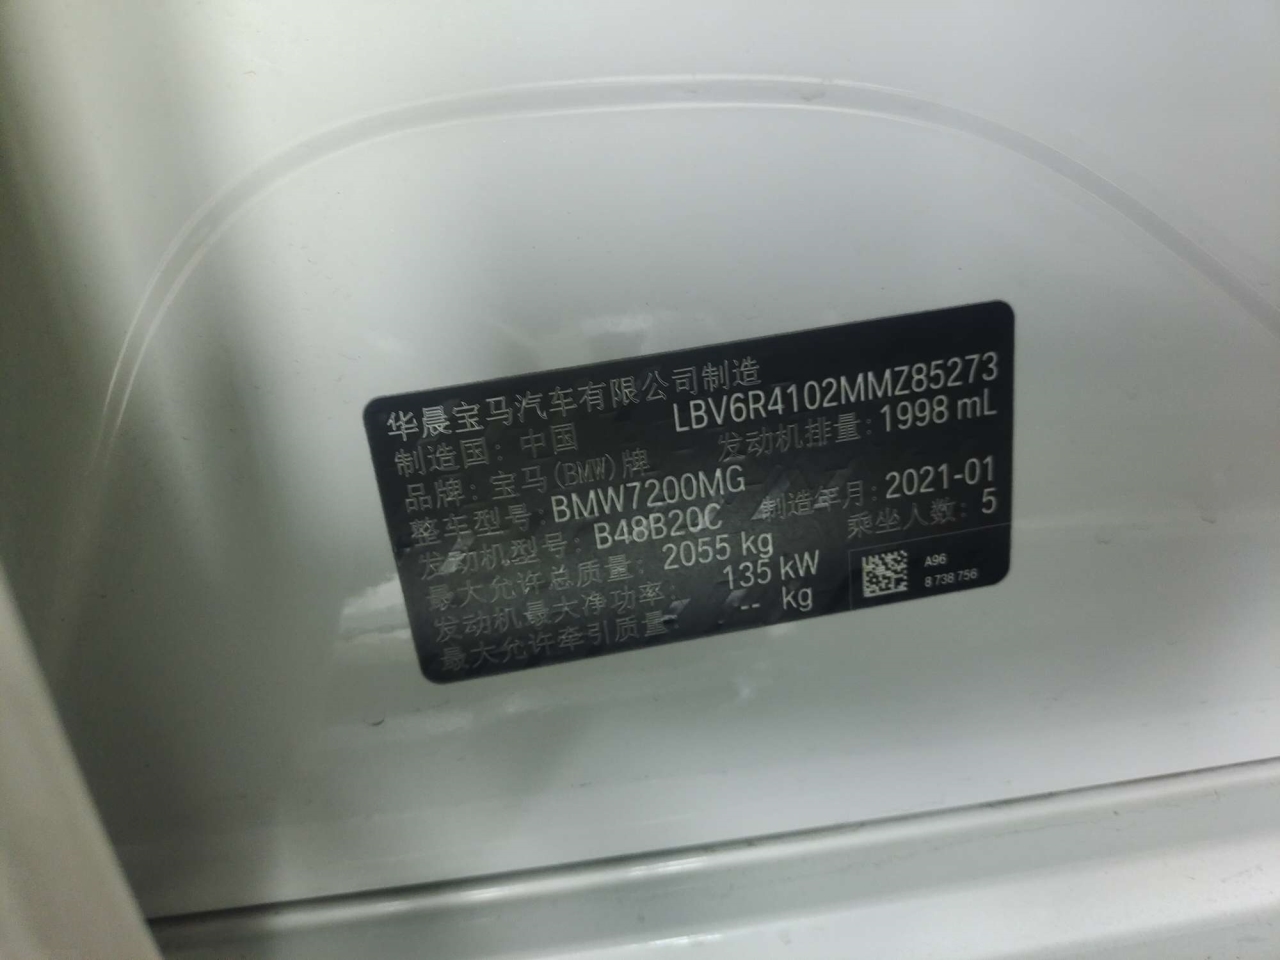 华晨宝马汽车有限公司制造
制造国：中国 LBV6R4102MMZ85273
品牌：宝马(BMW)牌 发动机排量：1998 mL
整车型号：BMW7200MG
发动机型号：B48B20C 制造年月：2021-01
最大允许总质量：2055 kg 乘坐人数：5
发动机最大净功率：135 kW
最大允许牵引质量：-- kg
A96
8 738 756